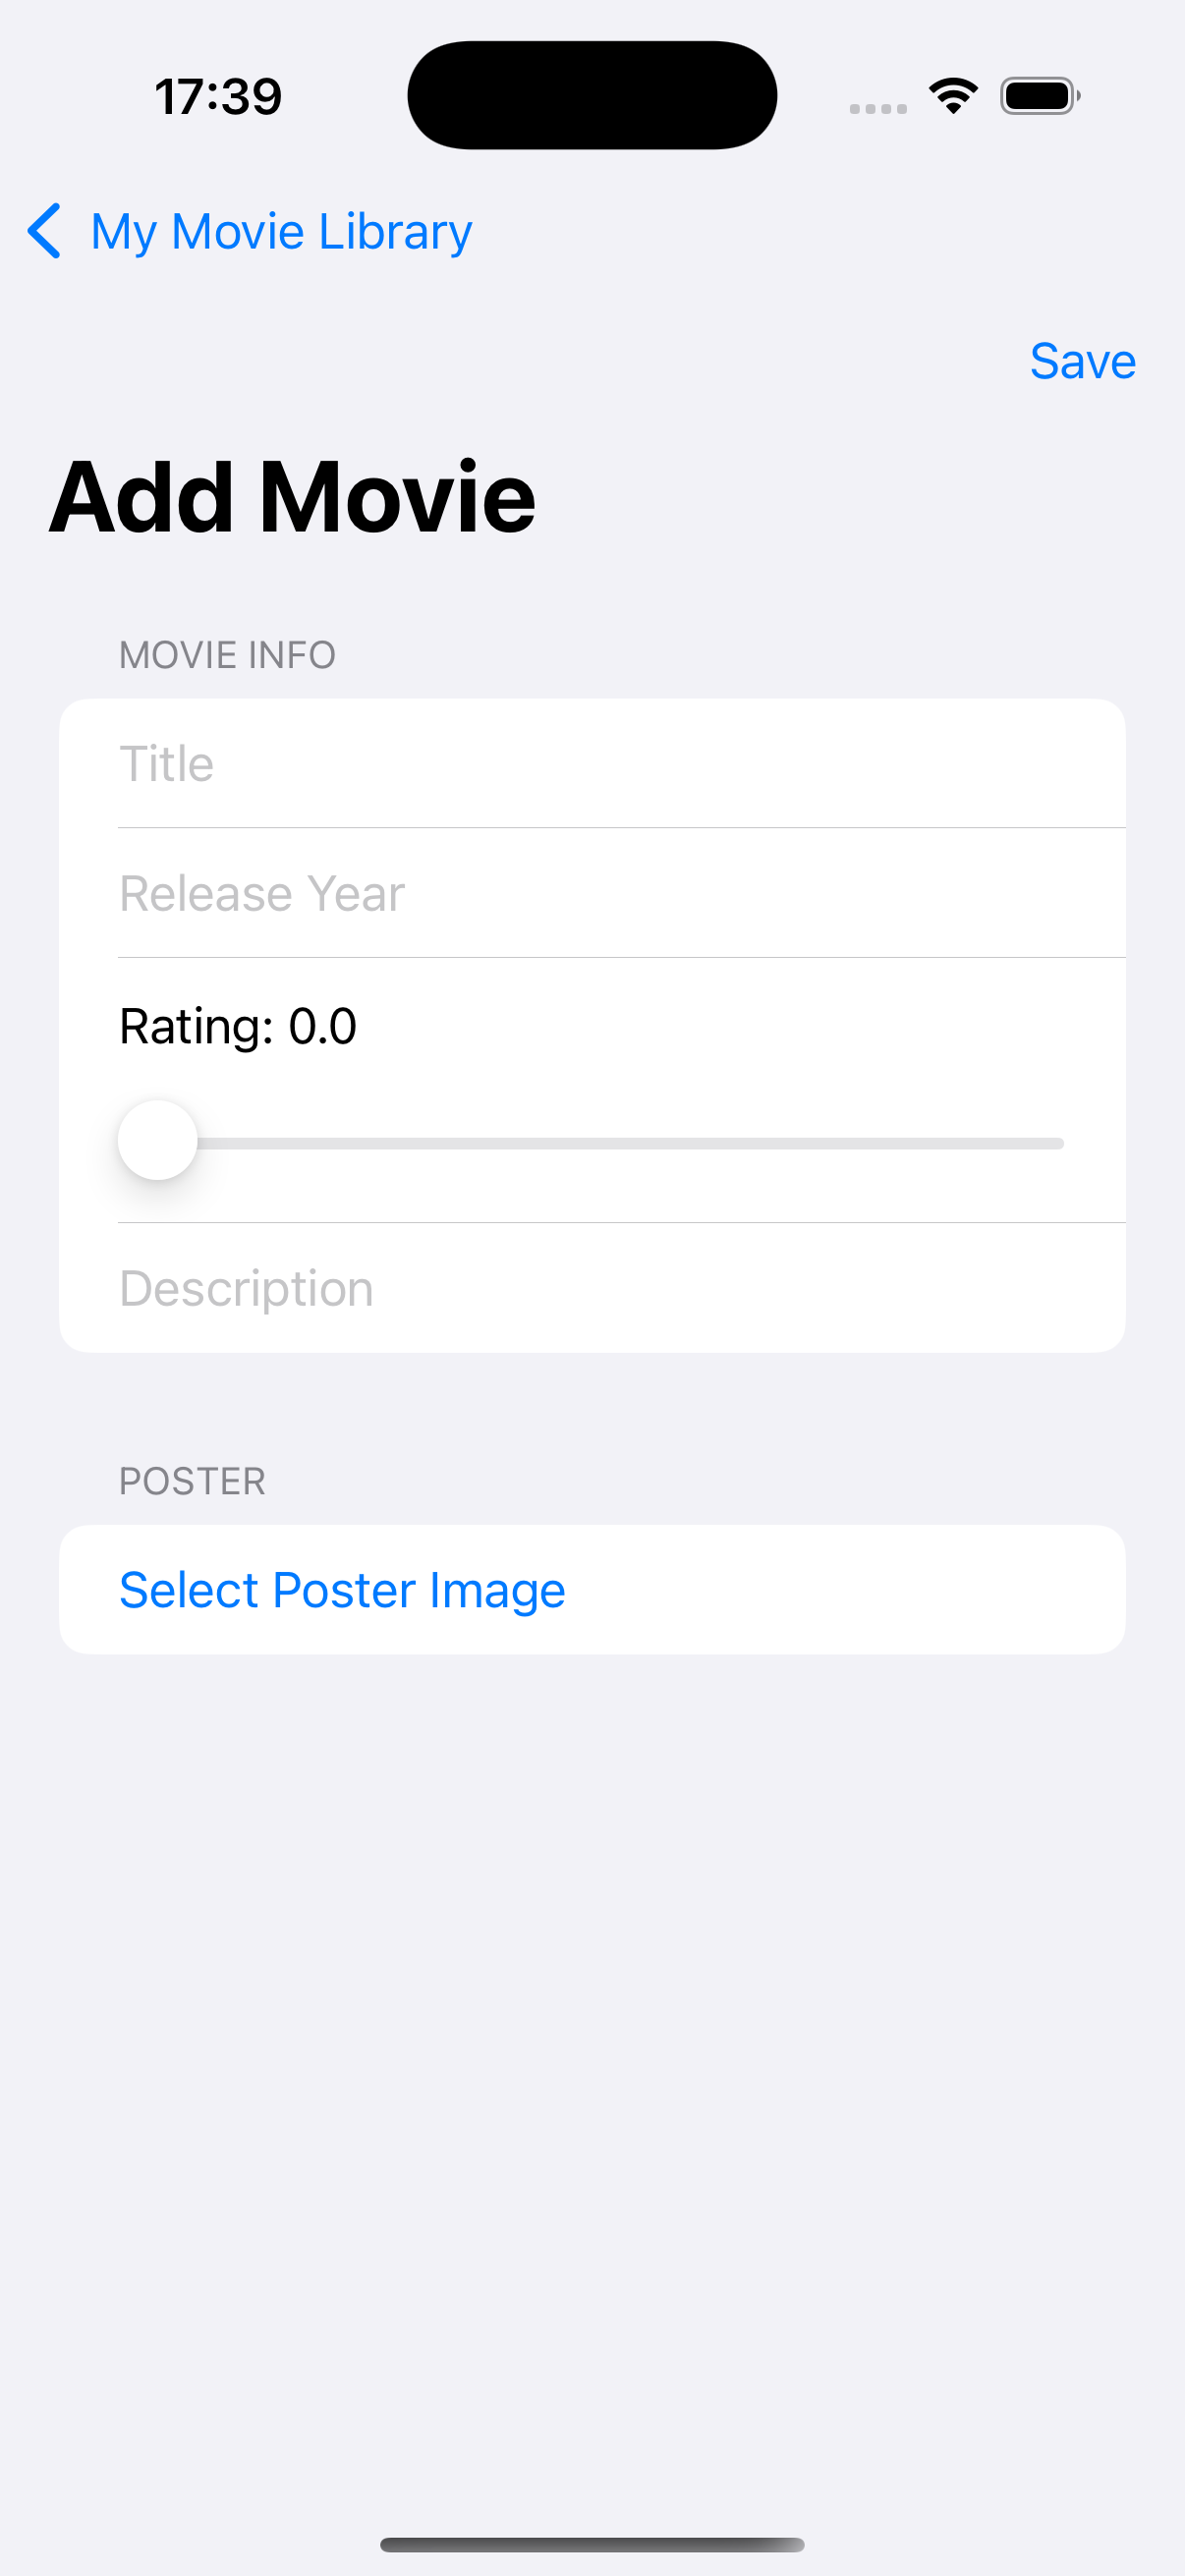 17:39
My Movie Library
Save
Add Movie
MOVIE INFO
Title
Release Year
Rating: 0.0
Description
POSTER
Select Poster Image